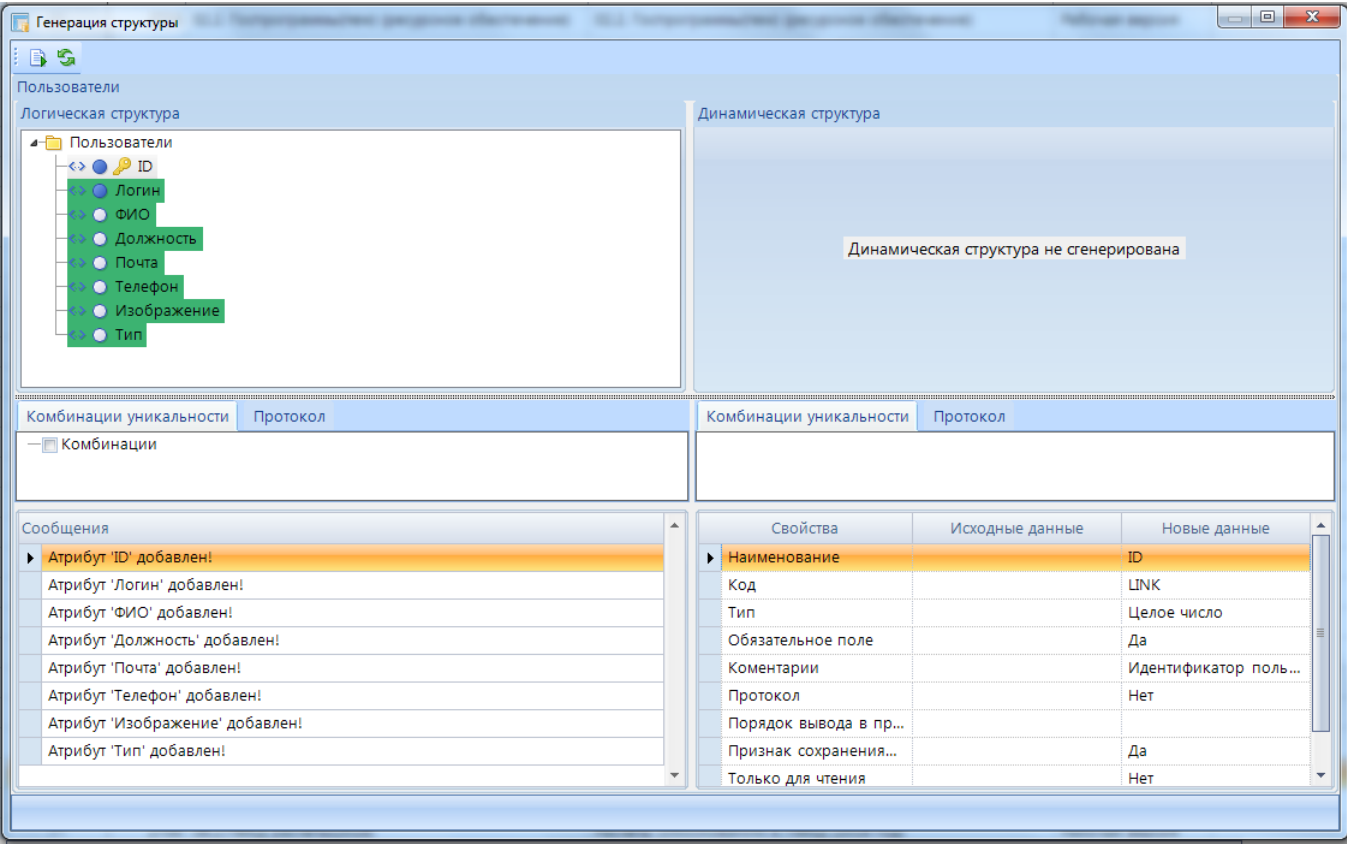 Генерация структуры
Пользователи
Логическая структура
Динамическая структура
Пользователи
ID
Логин
ФИО
Должность
Почта
Телефон
Изображение
Тип
Динамическая структура не сгенерирована
Комбинации уникальности Протокол
Комбинации
Комбинации уникальности Протокол
Сообщения
Атрибут 'ID' добавлен!
Атрибут 'Логин' добавлен!
Атрибут 'ФИО' добавлен!
Атрибут 'Должность' добавлен!
Атрибут 'Почта' добавлен!
Атрибут 'Телефон' добавлен!
Атрибут 'Изображение' добавлен!
Атрибут 'Тип' добавлен!
Свойства Исходные данные Новые данные
Наименование ID
Код LINK
Тип Целое число
Обязательное поле Да
Коментарии Идентификатор поль...
Протокол Нет
Порядок вывода в пр...
Признак сохранения... Да
Только для чтения Нет